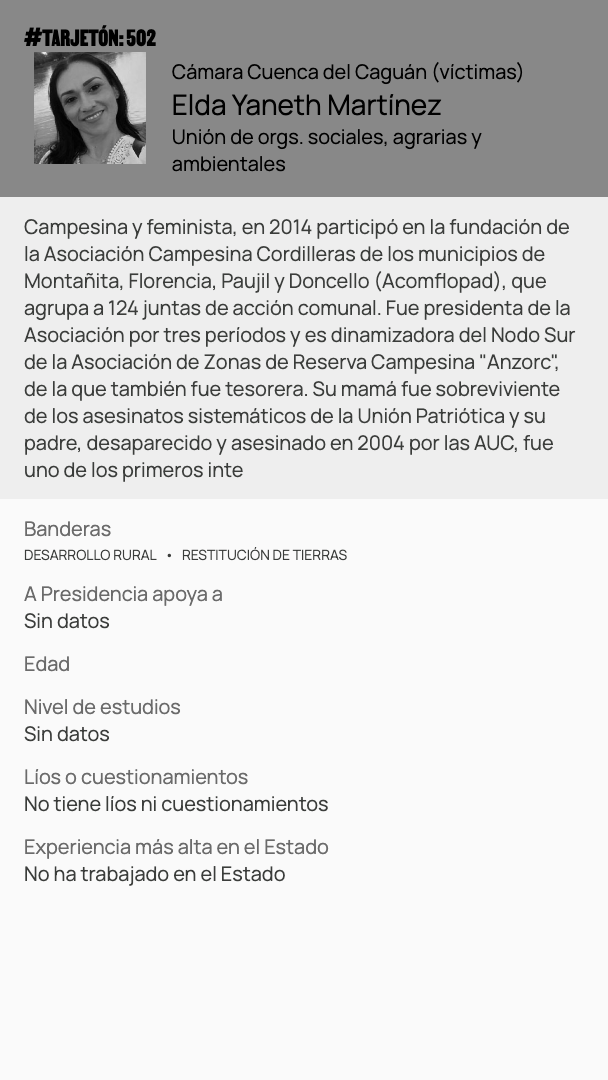 #TARJETÓN: 502
Cámara Cuenca del Caguán (víctimas)
Elda Yaneth Martínez
Unión de orgs. sociales, agrarias y
ambientales
Campesina y feminista, en 2014 participó en la fundación de
la Asociación Campesina Cordilleras de los municipios de
Montañita, Florencia, Paujil y Doncello (Acomflopad), que
agrupa a 124 juntas de acción comunal. Fue presidenta de la
Asociación por tres períodos y es dinamizadora del Nodo Sur
de la Asociación de Zonas de Reserva Campesina "Anzorc",
de la que también fue tesorera. Su mamá fue sobreviviente
de los asesinatos sistemáticos de la Unión Patriótica y su
padre, desaparecido y asesinado en 2004 por las AUC, fue
uno de los primeros inte
Banderas
DESARROLLO RURAL • RESTITUCIÓN DE TIERRAS
A Presidencia apoya a
Sin datos
Edad
Nivel de estudios
Sin datos
Líos o cuestionamientos
No tiene líos ni cuestionamientos
Experiencia más alta en el Estado
No ha trabajado en el Estado